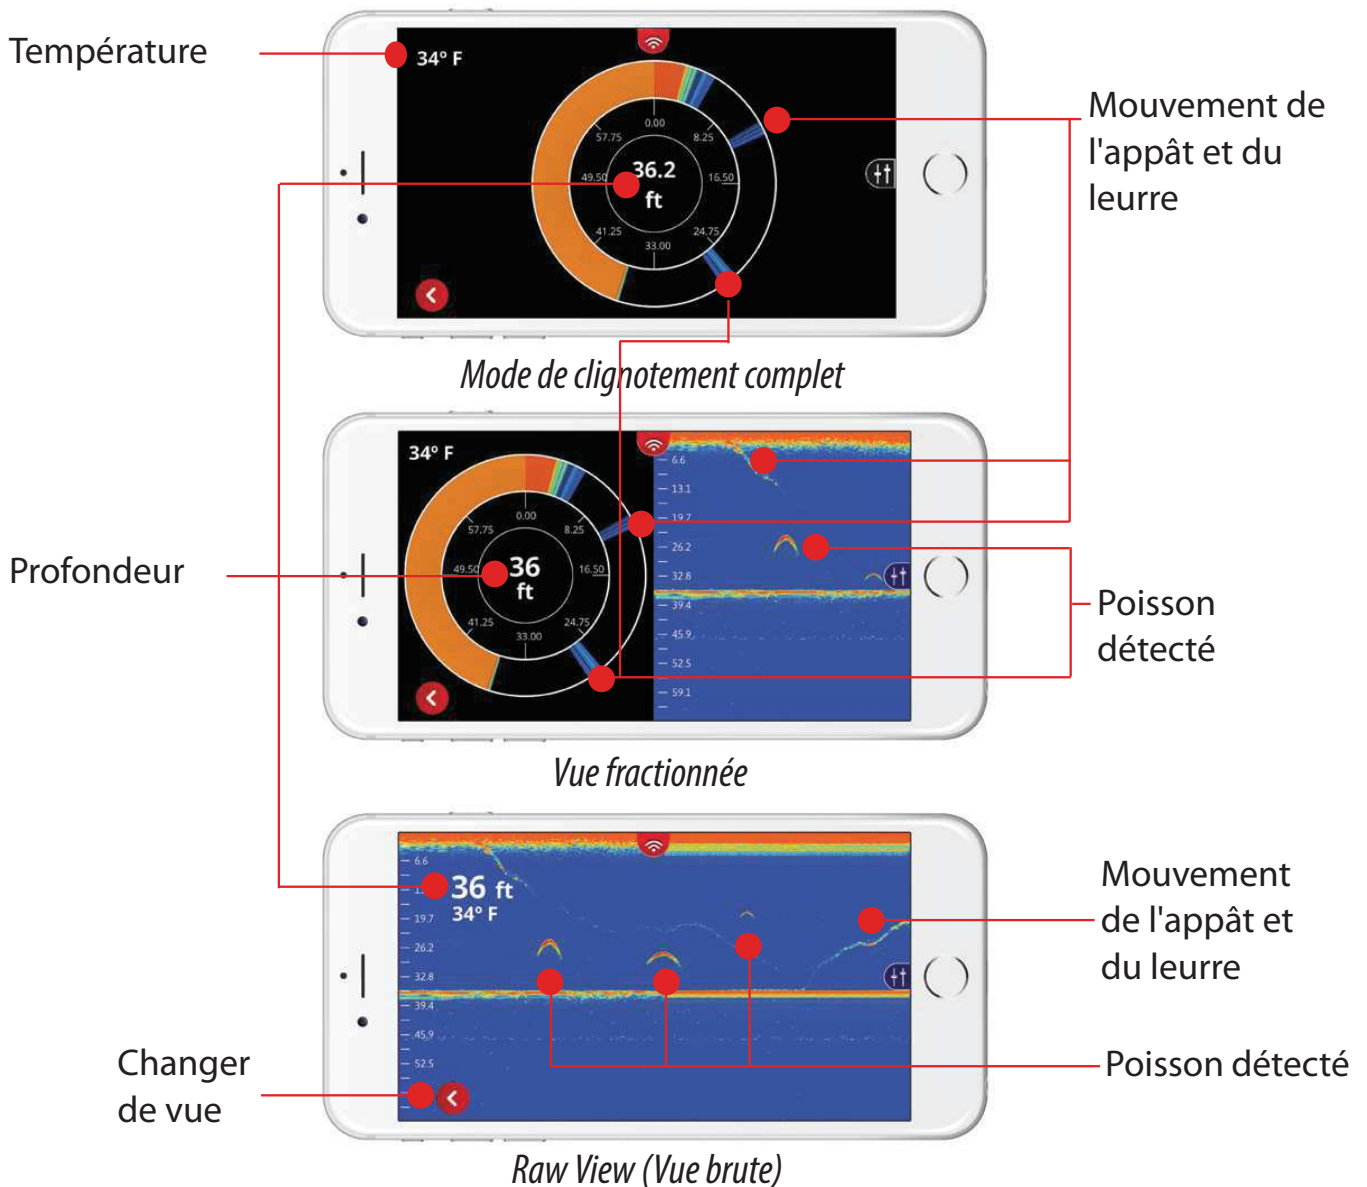 Température
34° F
0.00
57.75
8.25
36.2
49.50
16.50
ft
41.25
24.75
33.00
Mouvement de
l'appât et du
leurre
Mode de clignotement complet
34° F
0.00
57.75
8.25
49.50
36
16.50
ft
41.25
24.75
33.00
6.6
13.1
19.7
26.2
32.8
39.4
45.9
52.5
59.1
Profondeur
Poisson
détecté
Vue fractionnée
6.6
36 ft
34° F
19.7
26.2
32.8
39.4
45.9
52.5
Mouvement
de l'appât et
du leurre
Changer
de vue
Poisson détecté
Raw View (Vue brute)